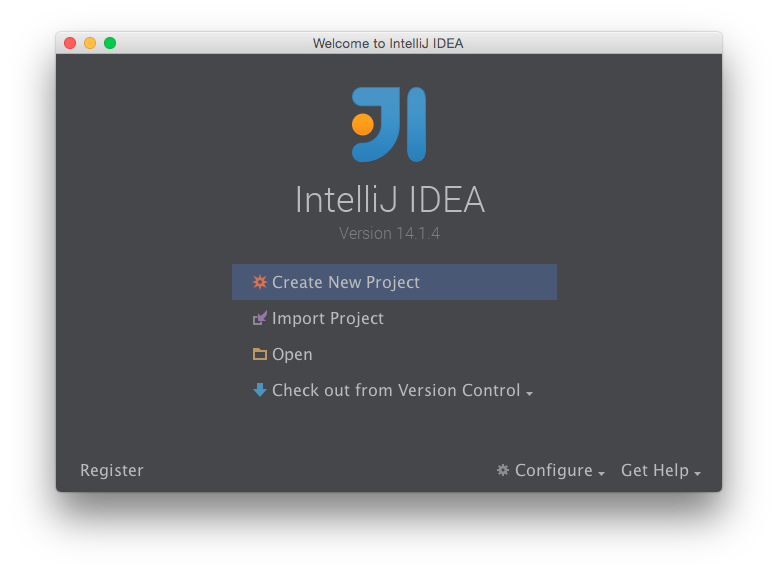 Welcome to IntelliJ IDEA
IntelliJ IDEA
Version 14.1.4
Create New Project
Import Project
Open
Check out from Version Control
Register
Configure
Get Help